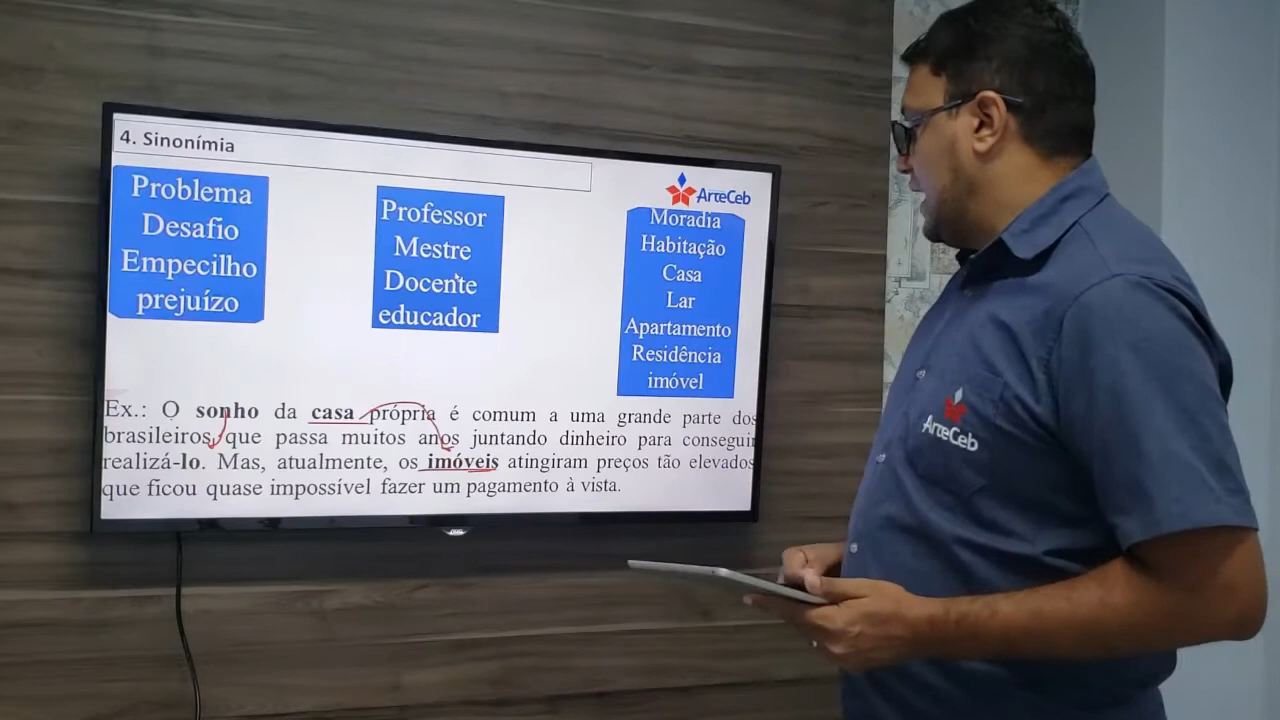 4. Sinonímia
ArteCeb
Problema
Desafio
Empecilho
prejuízo
Professor
Mestre
Docente
educador
Moradia
Habitação
Casa
Lar
Apartamento
Residência
imóvel
Ex.: O sonho da casa própria é comum a uma grande parte dos
brasileiros, que passa muitos anos juntando dinheiro para conseguir
realizá-lo. Mas, atualmente, os imóveis atingiram preços tão elevados
que ficou quase impossível fazer um pagamento à vista.
ArteCeb